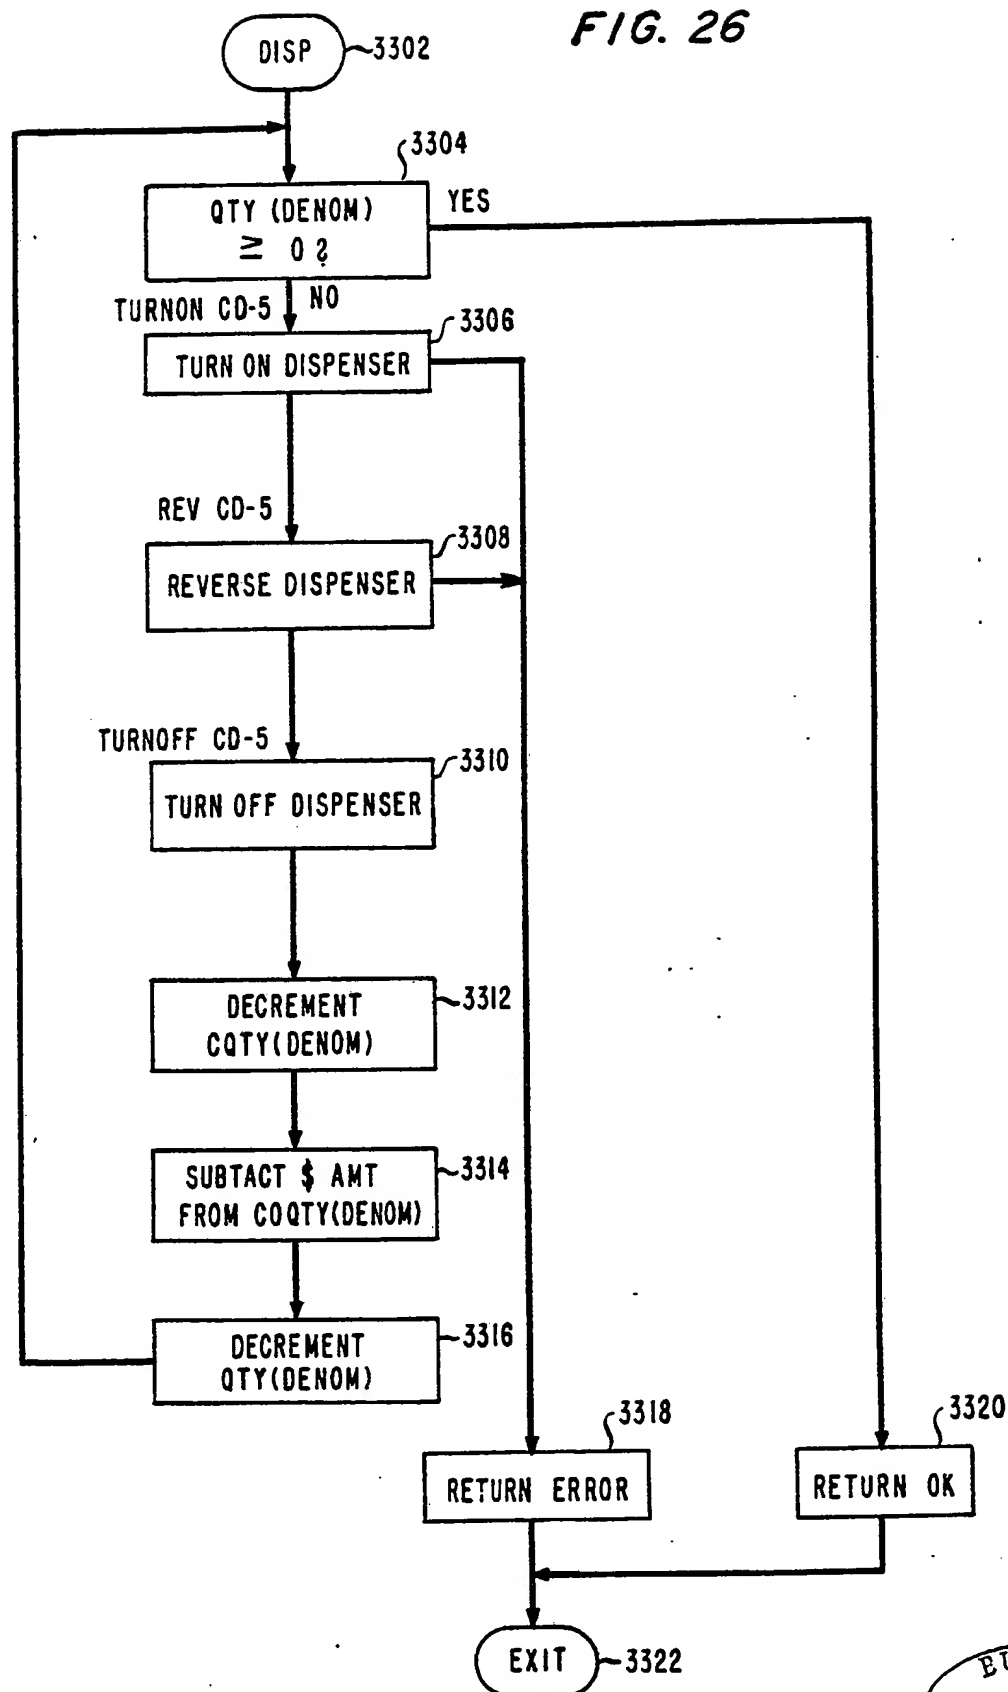 FIG. 26
DISP
3302
3304
QTY (DENOM)
≥ 0?
YES
NO
TURNON CD-5
3306
TURN ON DISPENSER
REV CD-5
3308
REVERSE DISPENSER
TURNOFF CD-5
3310
TURN OFF DISPENSER
3312
DECREMENT
CQTY(DENOM)
3314
SUBTACT $ AMT
FROM COQTY(DENOM)
3316
DECREMENT
QTY(DENOM)
3318
RETURN ERROR
3320
RETURN OK
EXIT
3322